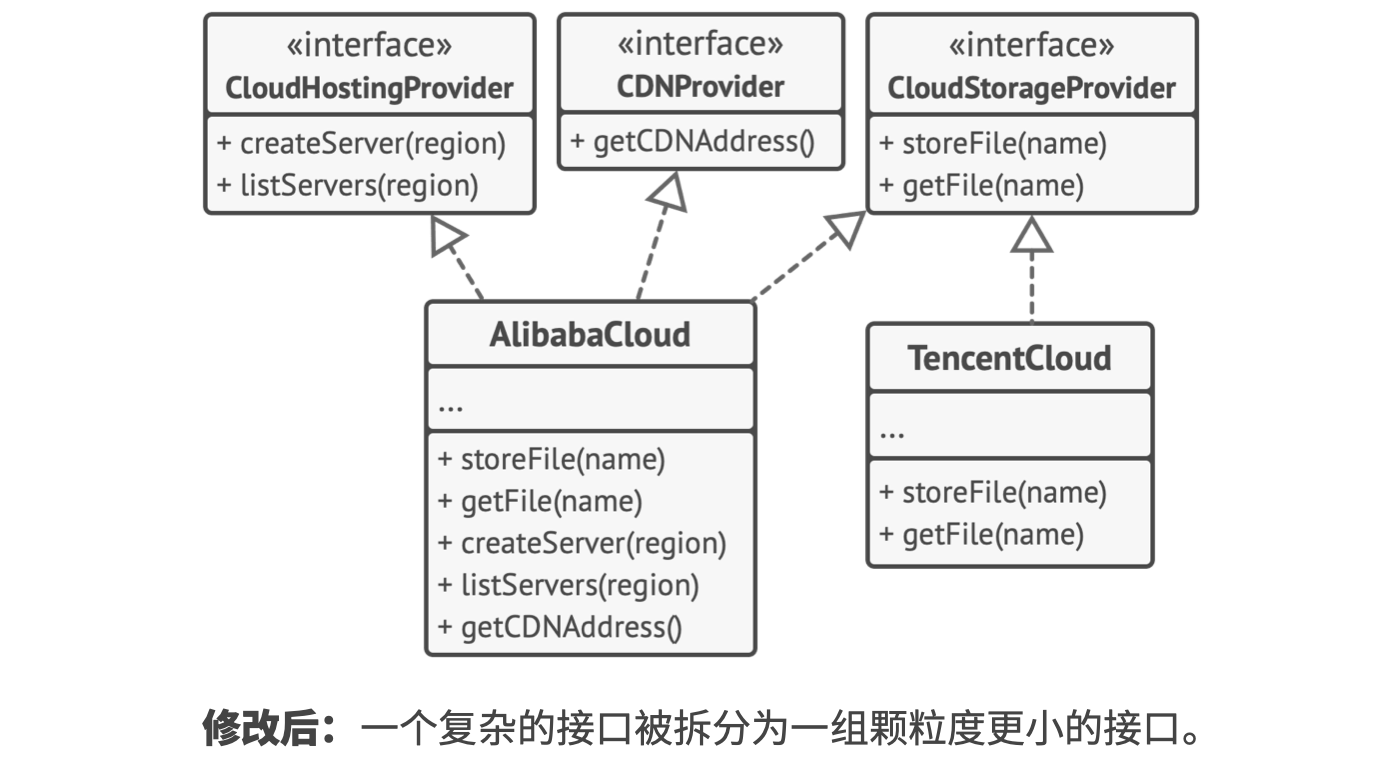 «interface»
CloudHostingProvider
+ createServer(region)
+ listServers(region)
«interface»
CDNProvider
+ getCDNAddress()
«interface»
CloudStorageProvider
+ storeFile(name)
+ getFile(name)
AlibabaCloud
...
+ storeFile(name)
+ getFile(name)
+ createServer(region)
+ listServers(region)
+ getCDNAddress()
TencentCloud
...
+ storeFile(name)
+ getFile(name)
修改后：一个复杂的接口被拆分为一组颗粒度更小的接口。